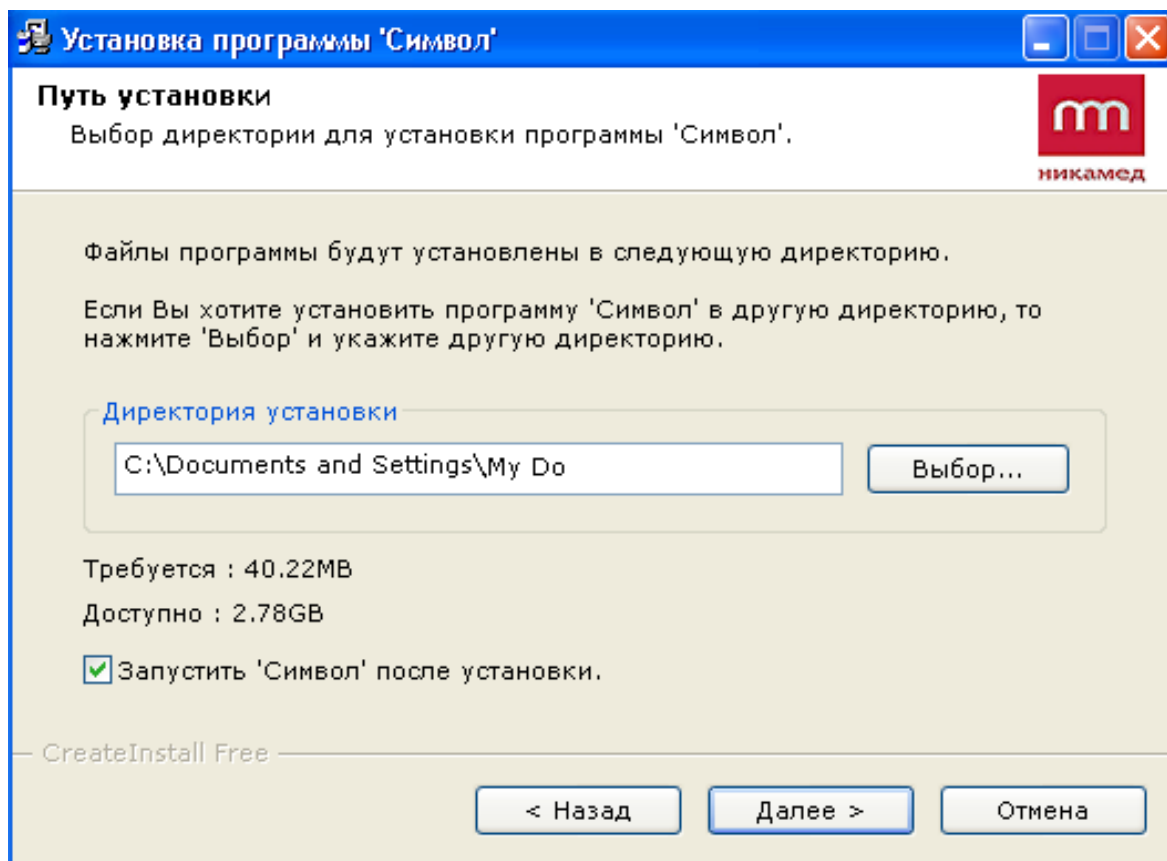 Установка программы 'Символ'
Путь установки
Выбор директории для установки программы 'Символ'.
никамед
Файлы программы будут установлены в следующую директорию.
Если Вы хотите установить программу 'Символ' в другую директорию, то
нажмите 'Выбор' и укажите другую директорию.
Директория установки
C:\Documents and Settings\My Do
Выбор...
Требуется : 40.22MB
Доступно : 2.78GB
Запустить 'Символ' после установки.
CreateInstall Free
< Назад
Далее >
Отмена